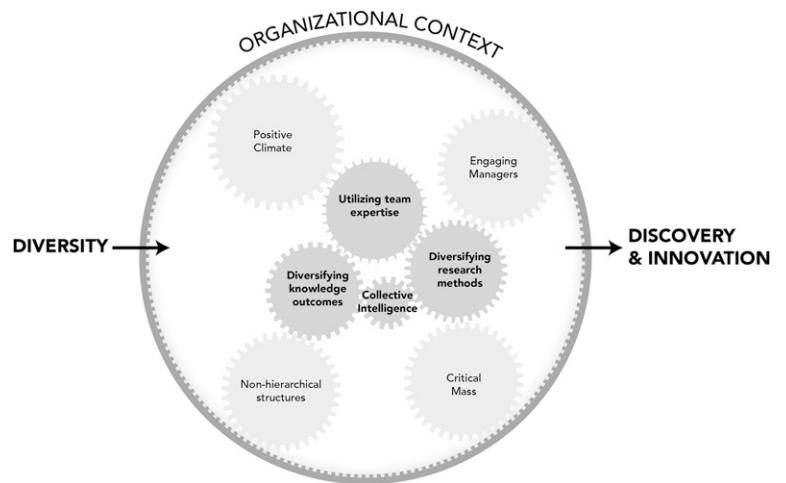 ORGANIZATIONAL CONTEXT
Positive
Climate
Engaging
Managers
Utilizing team
expertise
DIVERSITY
DISCOVERY
& INNOVATION
Diversifying
knowledge
outcomes
Collective
Intelligence
Diversifying
research
methods
Non-hierarchical
structures
Critical
Mass